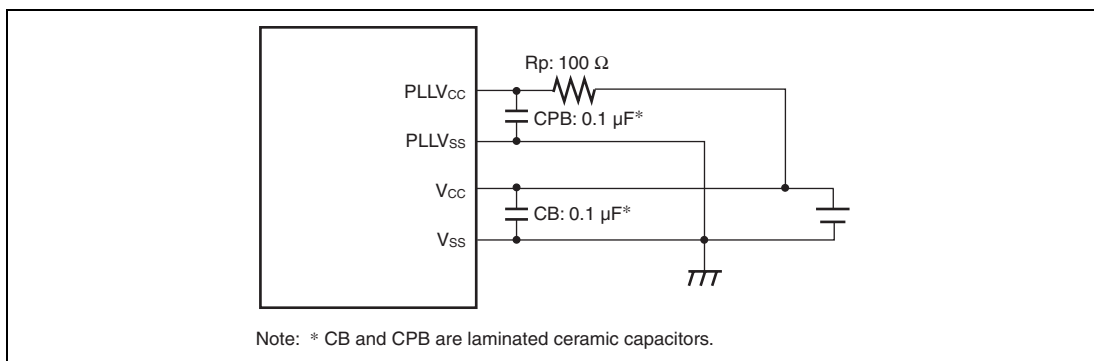 Rp: 100 Ω
PLLVCC
CPB: 0.1 µF*
PLLVSS
VCC
CB: 0.1 µF*
VSS
Note: * CB and CPB are laminated ceramic capacitors.